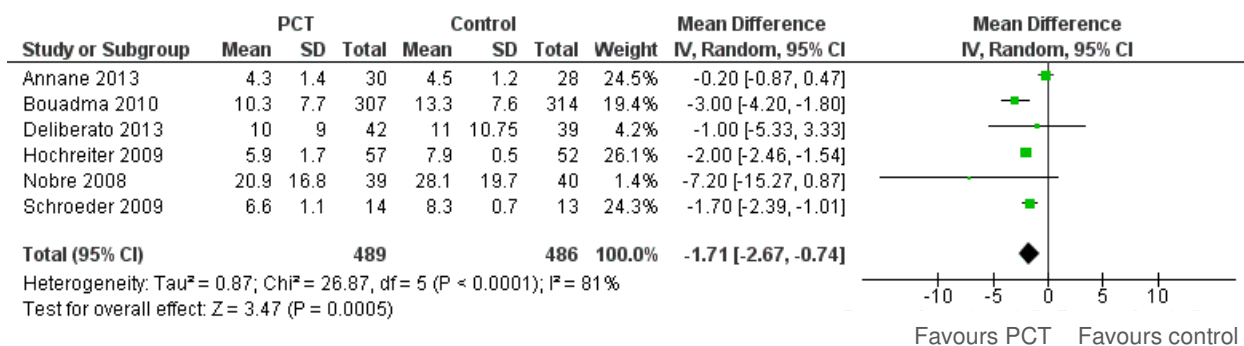 PCT Control Mean Difference Mean Difference
Study or Subgroup Mean SD Total Mean SD Total Weight IV, Random, 95% CI IV, Random, 95% CI
Annane 2013 4.3 1.4 30 4.5 1.2 28 24.5% -0.20 [-0.87, 0.47]
Bouadma 2010 10.3 7.7 307 13.3 7.6 314 19.4% -3.00 [-4.20, -1.80]
Deliberato 2013 10 9 42 11 10.75 39 4.2% -1.00 [-5.33, 3.33]
Hochreiter 2009 5.9 1.7 57 7.9 0.5 52 26.1% -2.00 [-2.46, -1.54]
Nobre 2008 20.9 16.8 39 28.1 19.7 40 1.4% -7.20 [-15.27, 0.87]
Schroeder 2009 6.6 1.1 14 8.3 0.7 13 24.3% -1.70 [-2.39, -1.01]
Total (95% CI) 489 486 100.0% -1.71 [-2.67, -0.74]
Heterogeneity: Tau² = 0.87; Chi² = 26.87, df = 5 (P < 0.0001); I² = 81%
Test for overall effect: Z = 3.47 (P = 0.0005)
-10 -5 0 5 10
Favours PCT Favours control